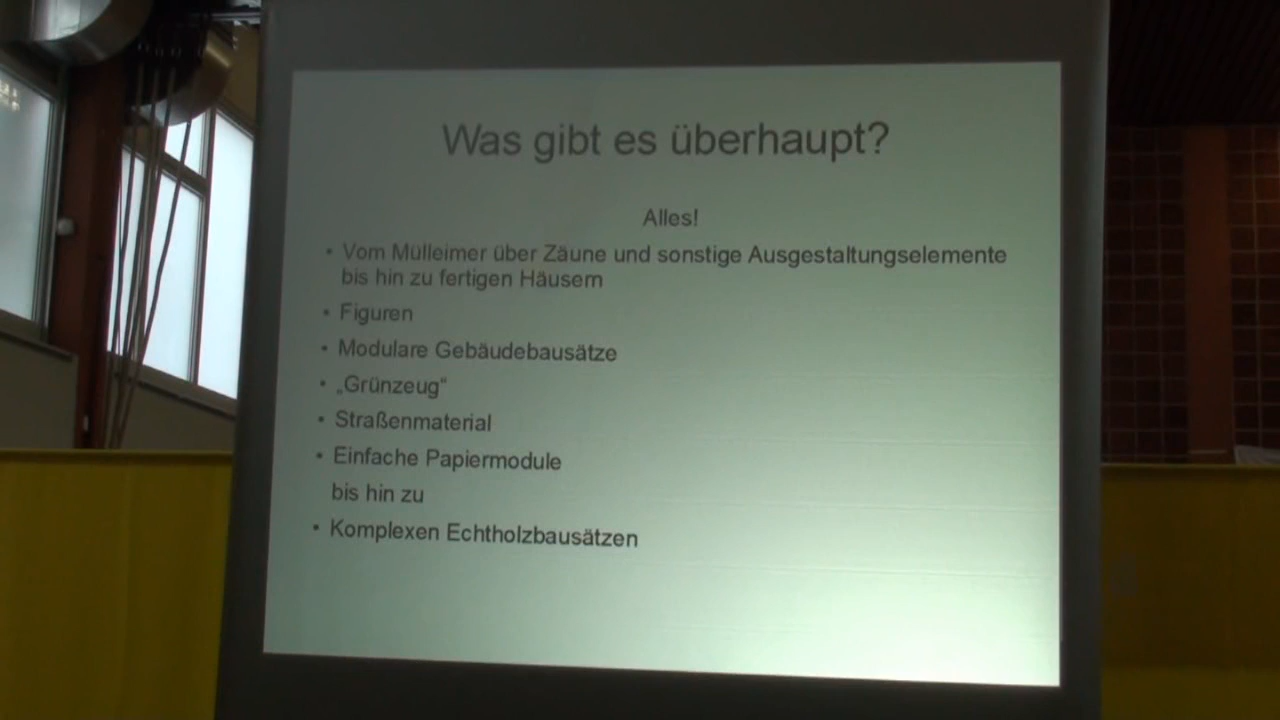 Was gibt es überhaupt?
Alles!
• Vom Mülleimer über Zäune und sonstige Ausgestaltungselemente
bis hin zu fertigen Häusern
• Figuren
• Modulare Gebäudebausätze
• „Grünzeug“
• Straßenmaterial
• Einfache Papiermodule
bis hin zu
• Komplexen Echtholzbausätzen